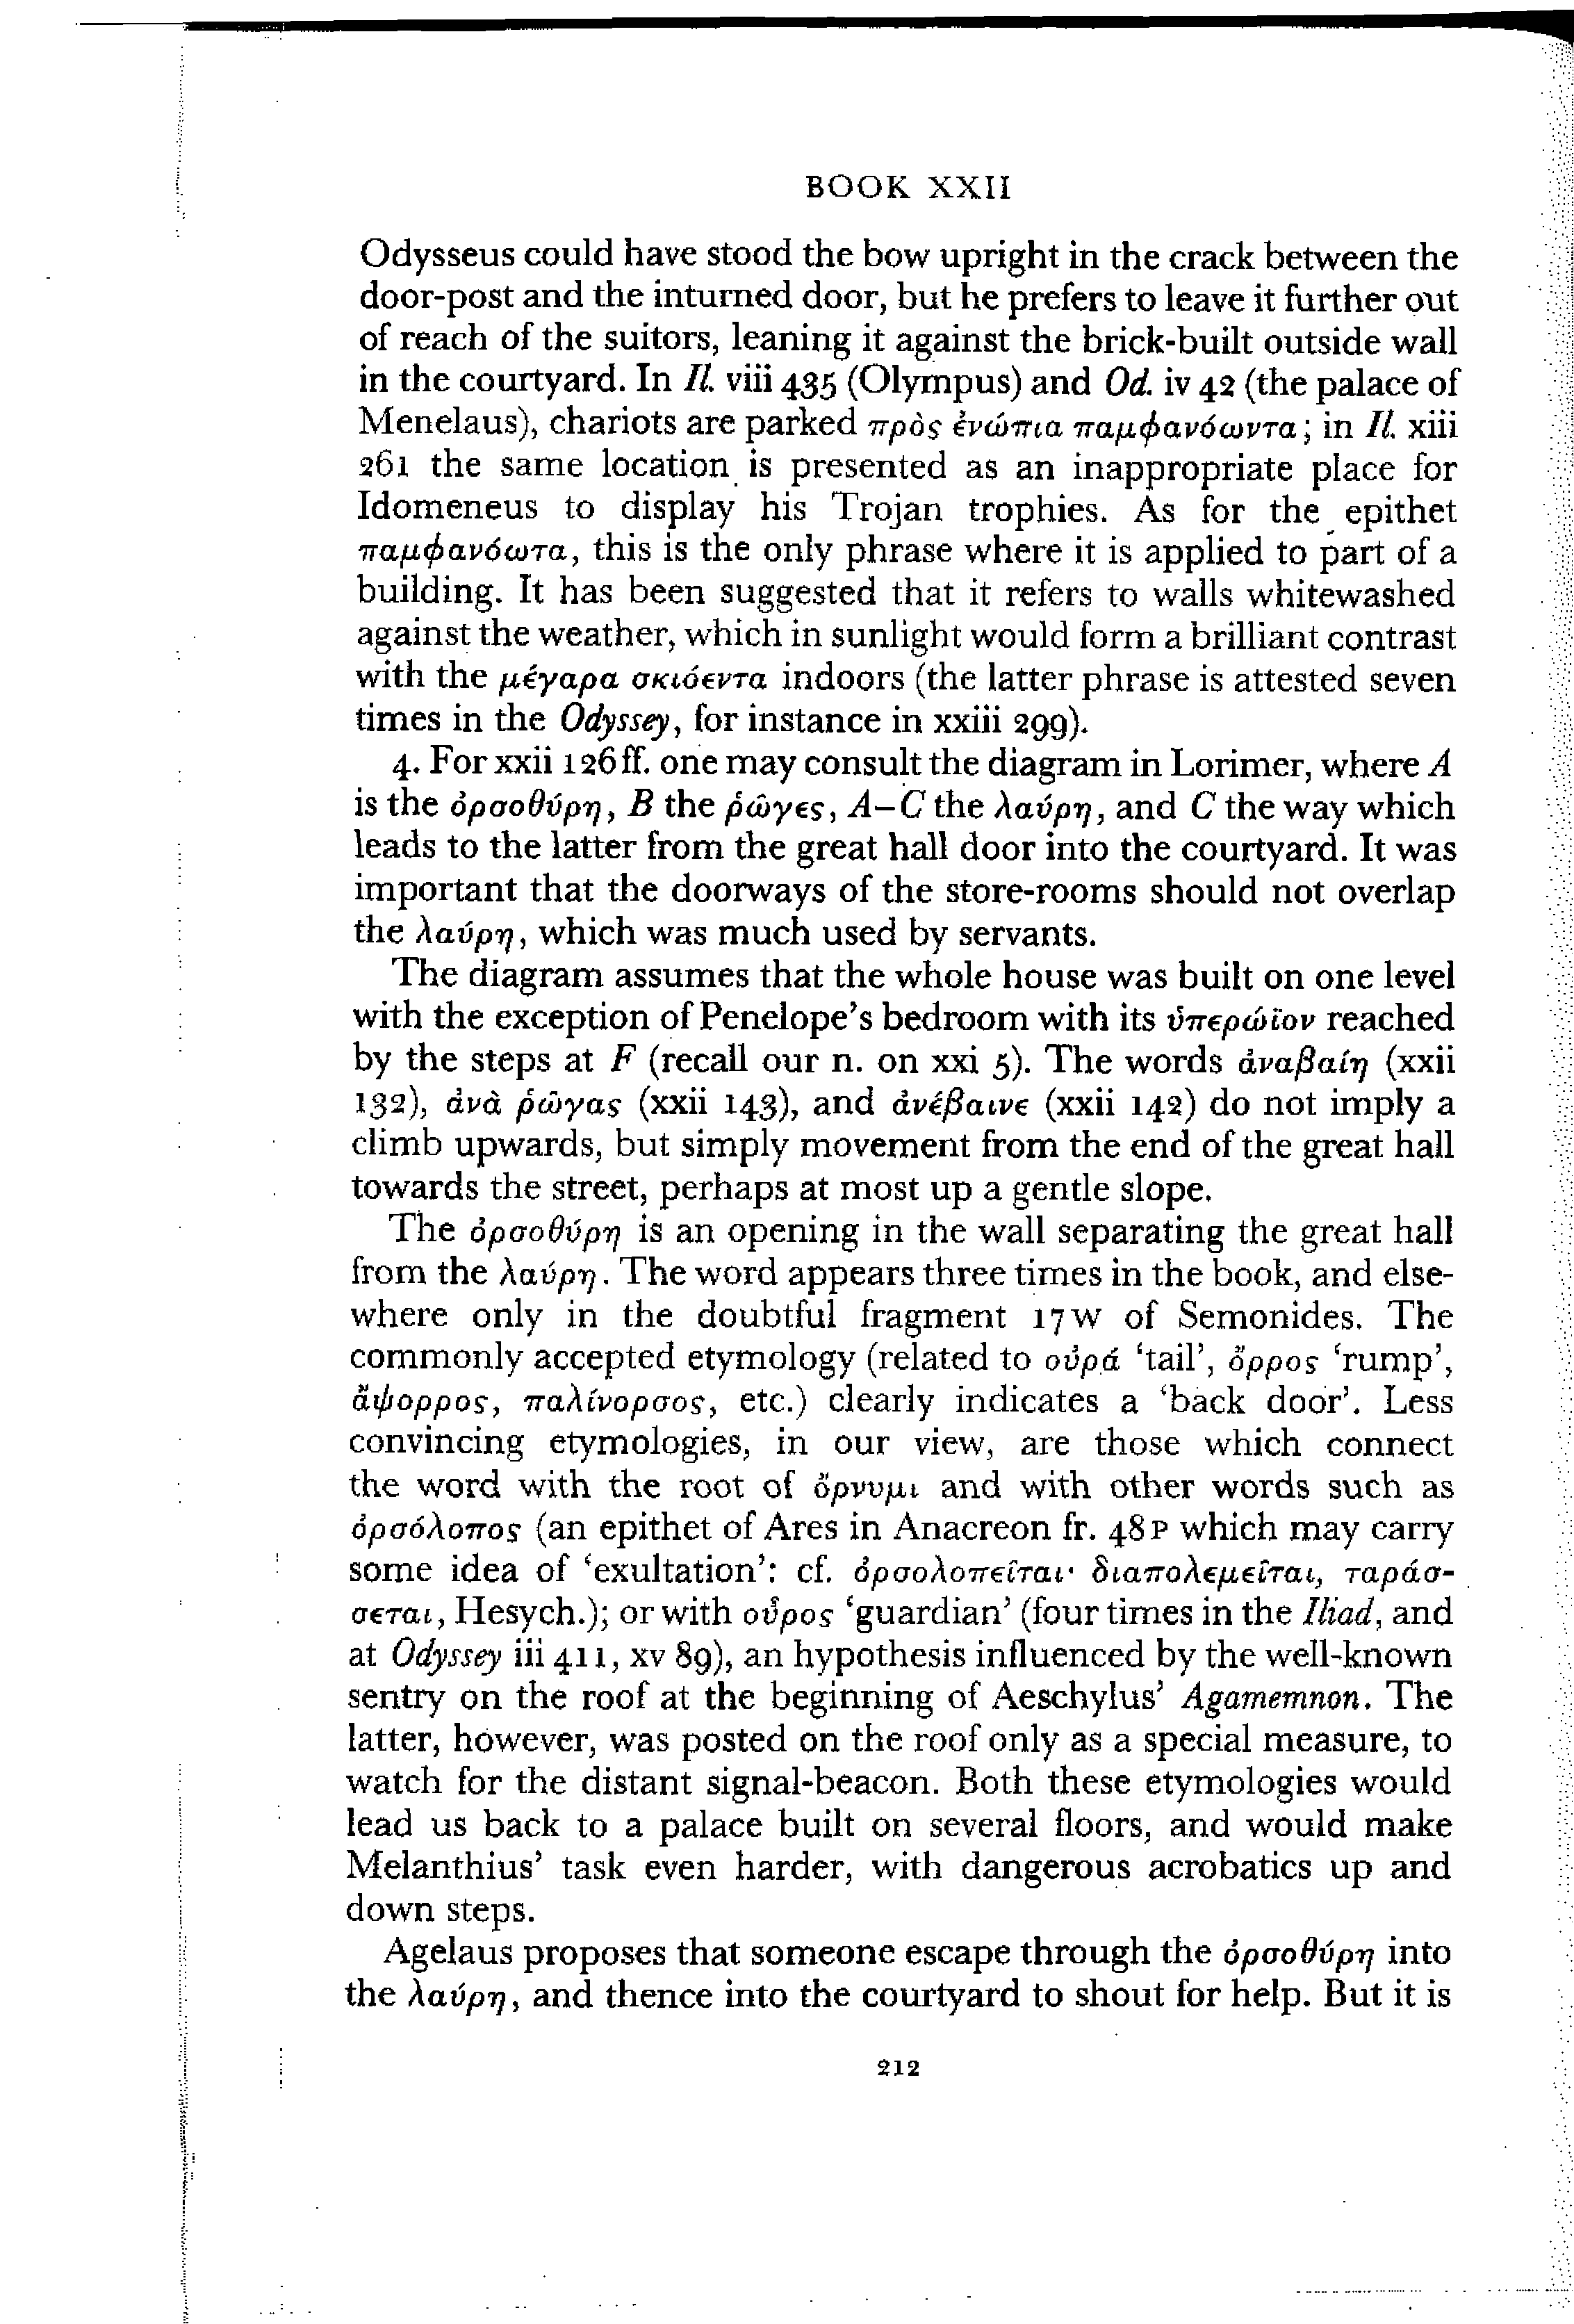 BOOK XXII
Odysseus could have stood the bow upright in the crack between the
door-post and the inturned door, but he prefers to leave it further out
of reach of the suitors, leaning it against the brick-built outside wall
in the courtyard. In Il. viii 435 (Olympus) and Od. iv 42 (the palace of
Menelaus), chariots are parked πρὸς ἐνώπια παμφανόωντα; in Il. xiii
261 the same location is presented as an inappropriate place for
Idomeneus to display his Trojan trophies. As for the epithet
παμφανόωτα, this is the only phrase where it is applied to part of a
building. It has been suggested that it refers to walls whitewashed
against the weather, which in sunlight would form a brilliant contrast
with the μέγαρα σκιόεντα indoors (the latter phrase is attested seven
times in the Odyssey, for instance in xxiii 299).
4. For xxii 126 ff. one may consult the diagram in Lorimer, where A
is the ὀρσοθύρη, B the ῥῶγες, A–C the λαύρη, and C the way which
leads to the latter from the great hall door into the courtyard. It was
important that the doorways of the store-rooms should not overlap
the λαύρη, which was much used by servants.
The diagram assumes that the whole house was built on one level
with the exception of Penelope's bedroom with its ὑπερώϊον reached
by the steps at F (recall our n. on xxi 5). The words ἀναβαίη (xxii
132), ἀνὰ ῥῶγας (xxii 143), and ἀνέβαινε (xxii 142) do not imply a
climb upwards, but simply movement from the end of the great hall
towards the street, perhaps at most up a gentle slope.
The ὀρσοθύρη is an opening in the wall separating the great hall
from the λαύρη. The word appears three times in the book, and else-
where only in the doubtful fragment 17 W of Semonides. The
commonly accepted etymology (related to οὐρά 'tail', ὄρρος 'rump',
ἄψορρος, παλίνορσος, etc.) clearly indicates a 'back door'. Less
convincing etymologies, in our view, are those which connect
the word with the root of ὄρνυμι and with other words such as
ὀρσόλοπος (an epithet of Ares in Anacreon fr. 48 P which may carry
some idea of 'exultation': cf. ὀρσολοπεῖται· διαπολεμεῖται, ταράσ-
σεται, Hesych.); or with οὖρος 'guardian' (four times in the Iliad, and
at Odyssey iii 411, xv 89), an hypothesis influenced by the well-known
sentry on the roof at the beginning of Aeschylus' Agamemnon. The
latter, however, was posted on the roof only as a special measure, to
watch for the distant signal-beacon. Both these etymologies would
lead us back to a palace built on several floors, and would make
Melanthius' task even harder, with dangerous acrobatics up and
down steps.
Agelaus proposes that someone escape through the ὀρσοθύρη into
the λαύρη, and thence into the courtyard to shout for help. But it is
212